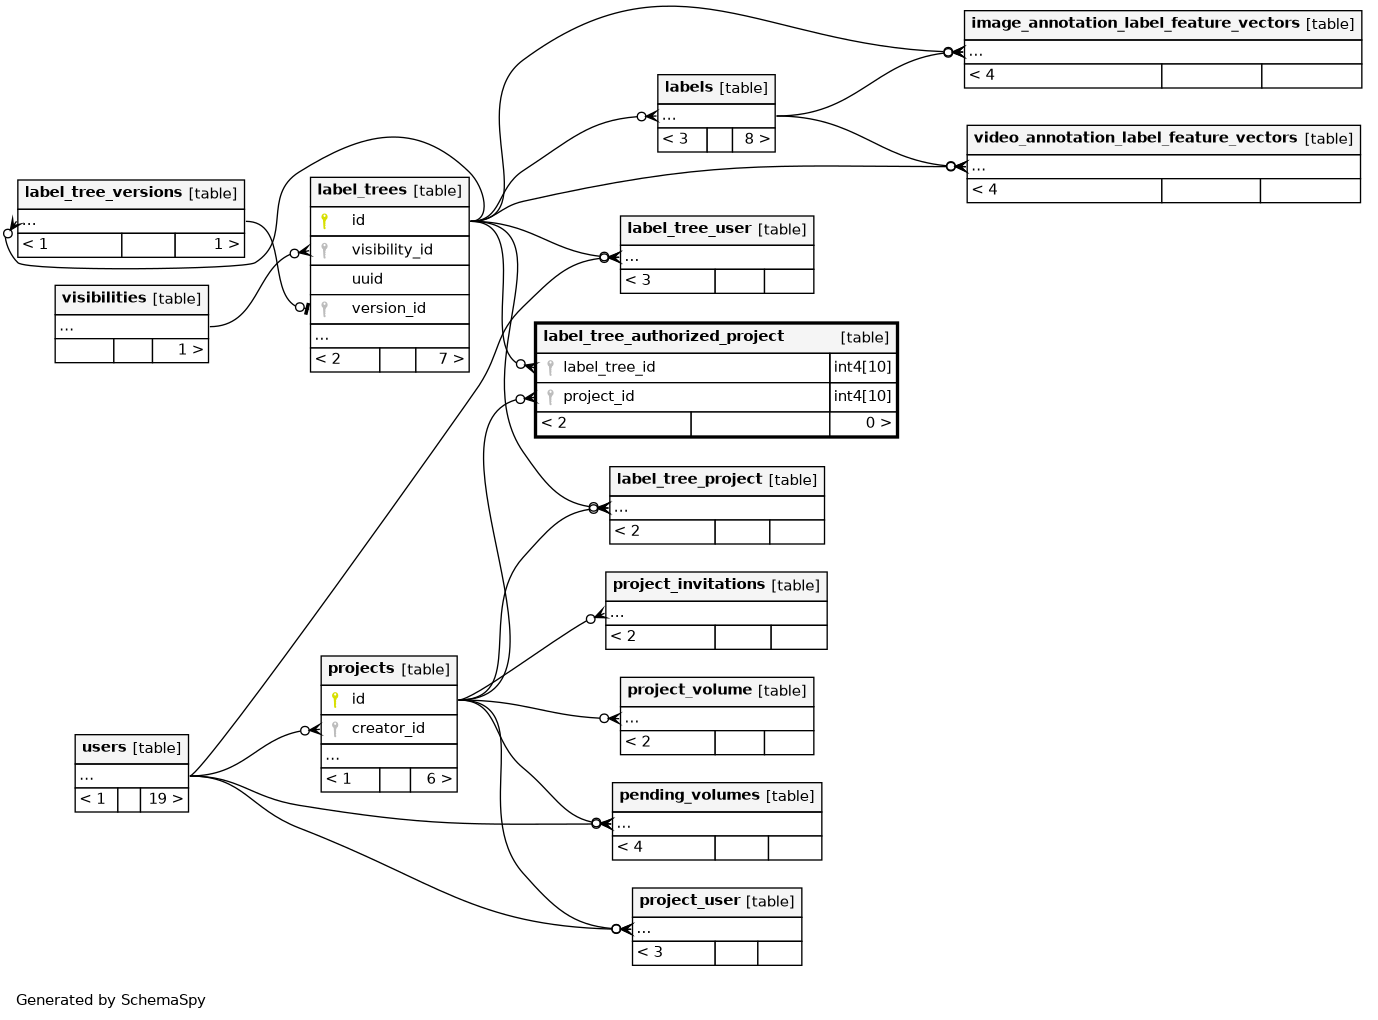 image_annotation_label_feature_vectors [table]
...
< 4
labels [table]
...
< 3 8 >
video_annotation_label_feature_vectors [table]
...
< 4
label_tree_versions [table]
...
< 1 1 >
label_trees [table]
id
visibility_id
uuid
version_id
...
< 2 7 >
label_tree_user [table]
...
< 3
visibilities [table]
...
1 >
label_tree_authorized_project [table]
label_tree_id int4[10]
project_id int4[10]
< 2 0 >
label_tree_project [table]
...
< 2
project_invitations [table]
...
< 2
projects [table]
id
creator_id
...
< 1 6 >
project_volume [table]
...
< 2
users [table]
...
< 1 19 >
pending_volumes [table]
...
< 4
project_user [table]
...
< 3
Generated by SchemaSpy